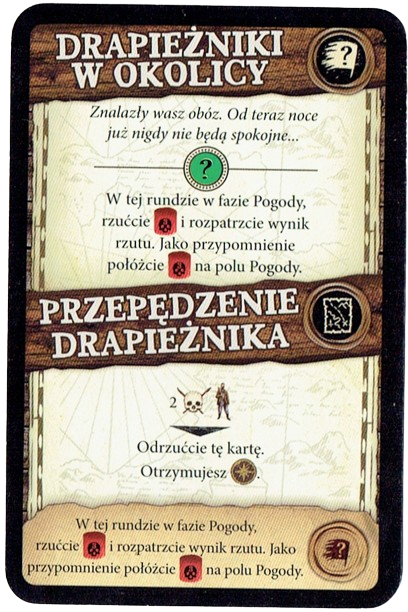 DRAPIEŻNIKI
W OKOLICY
?
Znalazły wasz obóz. Od teraz noce
już nigdy nie będą spokojne...
?
W tej rundzie w fazie Pogody,
rzućcie i rozpatrzcie wynik
rzutu. Jako przypomnienie
połóżcie na polu Pogody.
PRZEPĘDZENIE
DRAPIEŻNIKA
2
Odrzućcie tę kartę.
Otrzymujesz .
W tej rundzie w fazie Pogody,
rzućcie i rozpatrzcie wynik rzutu. Jako
przypomnienie połóżcie na polu Pogody.
?